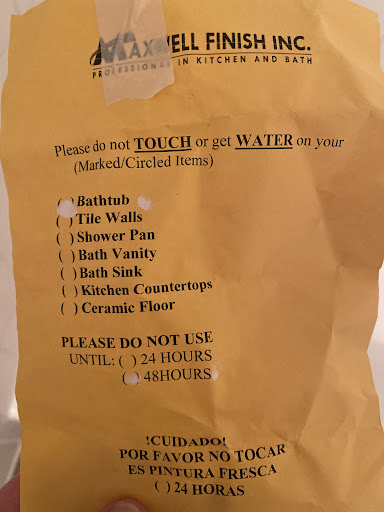 MAXWELL FINISH INC.
PROFESSIONAL IN KITCHEN AND BATH
Please do not TOUCH or get WATER on your
(Marked/Circled Items)
( ) Bathtub
( ) Tile Walls
( ) Shower Pan
( ) Bath Vanity
( ) Bath Sink
( ) Kitchen Countertops
( ) Ceramic Floor
PLEASE DO NOT USE
UNTIL: ( ) 24 HOURS
( ) 48HOURS
!CUIDADO!
POR FAVOR NO TOCAR
ES PINTURA FRESCA
( ) 24 HORAS